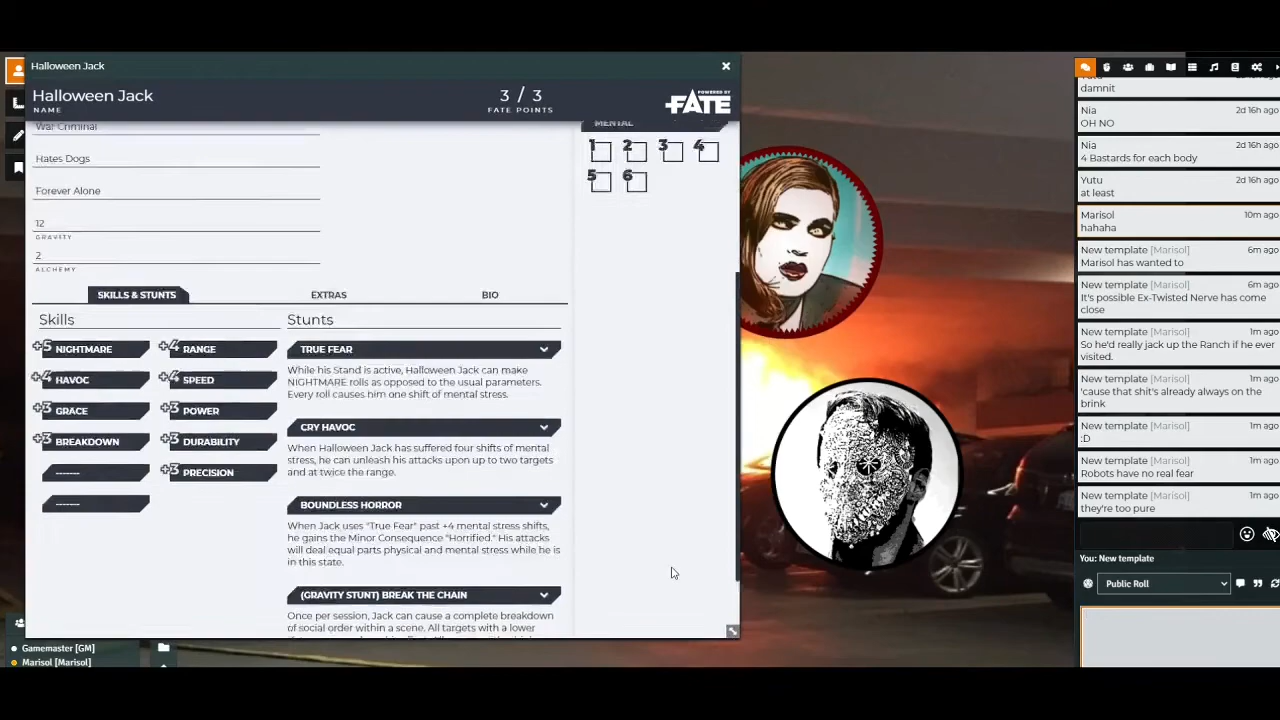 Halloween Jack
Halloween Jack
NAME
3 / 3
FATE POINTS
POWERED BY
FATE
War Criminal
Hates Dogs
Forever Alone
12
GRAVITY
2
ALCHEMY
MENTAL
1 2 3 4
5 6
SKILLS & STUNTS
EXTRAS
BIO
Skills
+5 NIGHTMARE
+4 RANGE
+4 HAVOC
+4 SPEED
+3 GRACE
+3 POWER
+3 BREAKDOWN
+3 DURABILITY
-------
+3 PRECISION
-------
Stunts
TRUE FEAR
While his Stand is active, Halloween Jack can make
NIGHTMARE rolls as opposed to the usual parameters.
Every roll causes him one shift of mental stress.
CRY HAVOC
When Halloween Jack has suffered four shifts of mental
stress, he can unleash his attacks upon up to two targets
and at twice the range.
BOUNDLESS HORROR
When Jack uses "True Fear" past +4 mental stress shifts,
he gains the Minor Consequence "Horrified." His attacks
will deal equal parts physical and mental stress while he is
in this state.
(GRAVITY STUNT) BREAK THE CHAIN
Once per session, Jack can cause a complete breakdown
of social order within a scene. All targets with a lower
Gamemaster [GM]
Marisol [Marisol]
damnit
Nia 2d 16h ago
OH NO
Nia 2d 16h ago
4 Bastards for each body
Yutu 2d 16h ago
at least
Marisol 10m ago
hahaha
New template [Marisol] 6m ago
Marisol has wanted to
New template [Marisol] 6m ago
It's possible Ex-Twisted Nerve has come
close
New template [Marisol] 1m ago
So he'd really jack up the Ranch if he ever
visited.
New template [Marisol] 1m ago
'cause that shit's already always on the
brink
New template [Marisol] 1m ago
:D
New template [Marisol] 1m ago
Robots have no real fear
New template [Marisol] 1m ago
they're too pure
You: New template
Public Roll